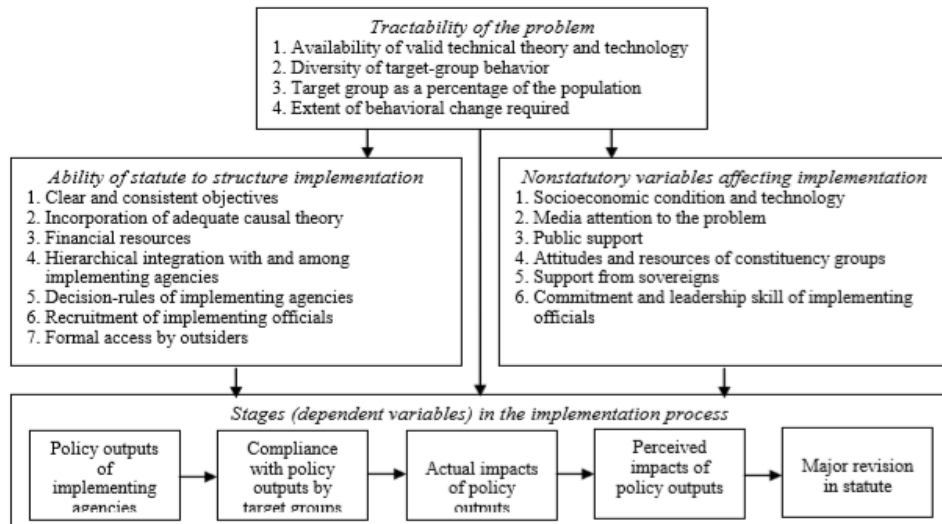 Tractability of the problem
1. Availability of valid technical theory and technology
2. Diversity of target-group behavior
3. Target group as a percentage of the population
4. Extent of behavioral change required
Ability of statute to structure implementation
1. Clear and consistent objectives
2. Incorporation of adequate causal theory
3. Financial resources
4. Hierarchical integration with and among
implementing agencies
5. Decision-rules of implementing agencies
6. Recruitment of implementing officials
7. Formal access by outsiders
Nonstatutory variables affecting implementation
1. Socioeconomic condition and technology
2. Media attention to the problem
3. Public support
4. Attitudes and resources of constituency groups
5. Support from sovereigns
6. Commitment and leadership skill of implementing
officials
Stages (dependent variables) in the implementation process
Policy outputs
of
implementing
agencies
Compliance
with policy
outputs by
target groups
Actual impacts
of policy
outputs
Perceived
impacts of
policy outputs
Major revision
in statute